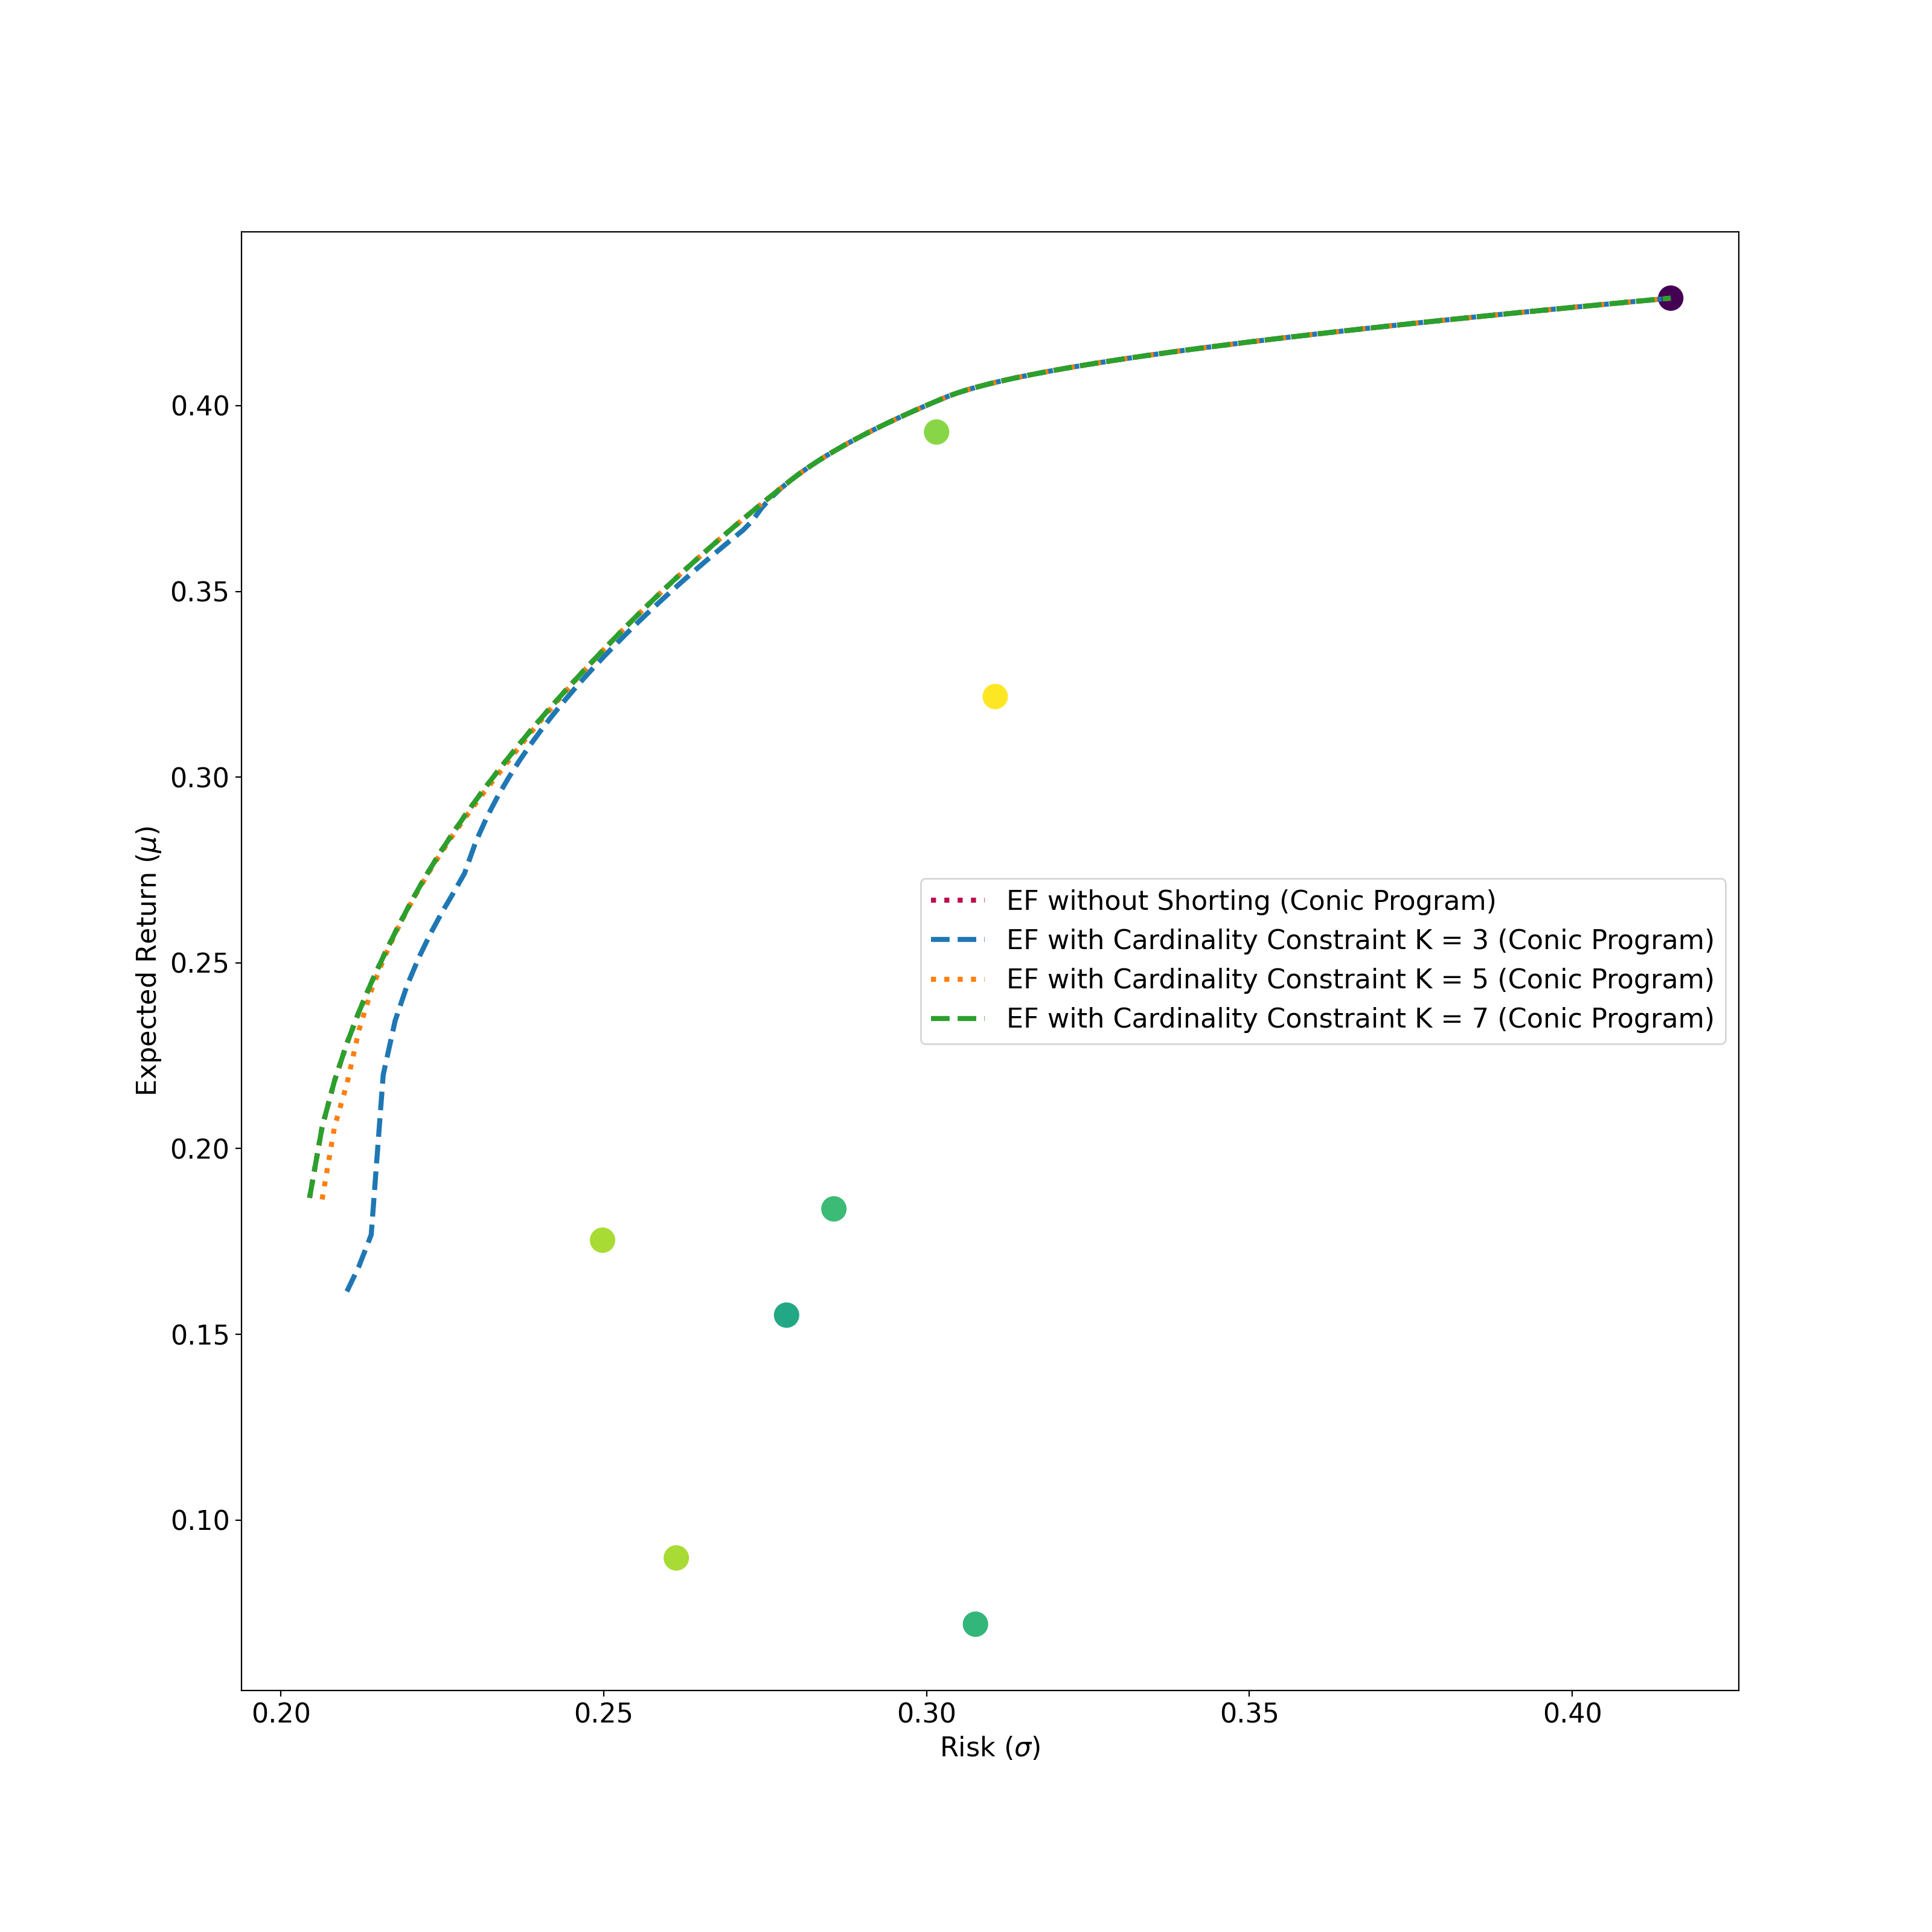 0.40
0.35
0.30
0.25
0.20
0.15
0.10
Expected Return (μ)
EF without Shorting (Conic Program)
EF with Cardinality Constraint K = 3 (Conic Program)
EF with Cardinality Constraint K = 5 (Conic Program)
EF with Cardinality Constraint K = 7 (Conic Program)
0.20 0.25 0.30 0.35 0.40
Risk (σ)